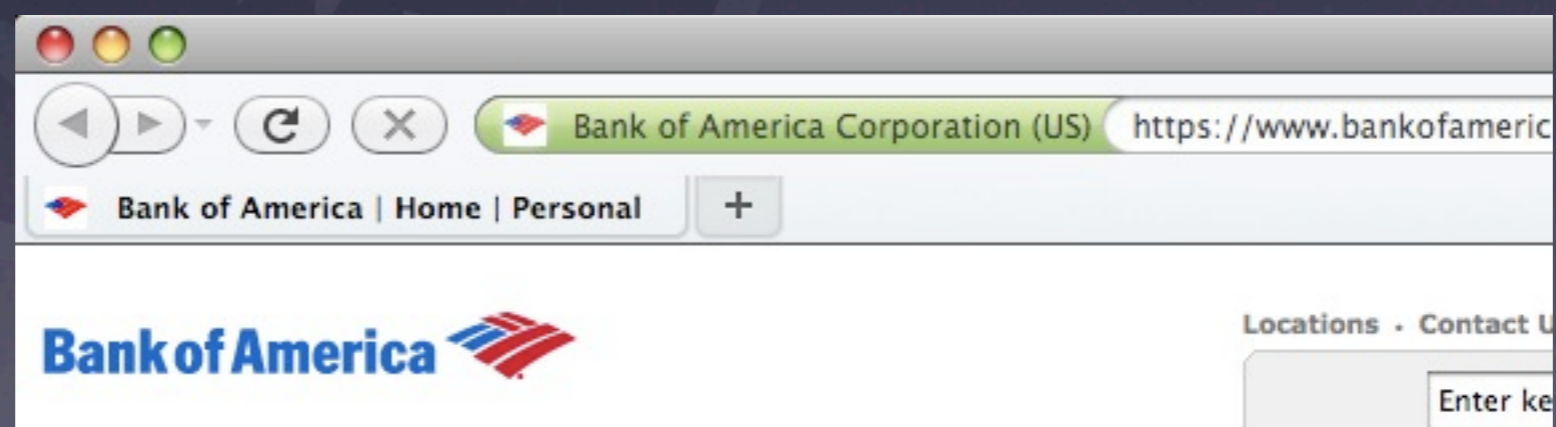 Bank of America Corporation (US) https://www.bankofameric
Bank of America | Home | Personal +
Bank of America
Locations · Contact U
Enter ke